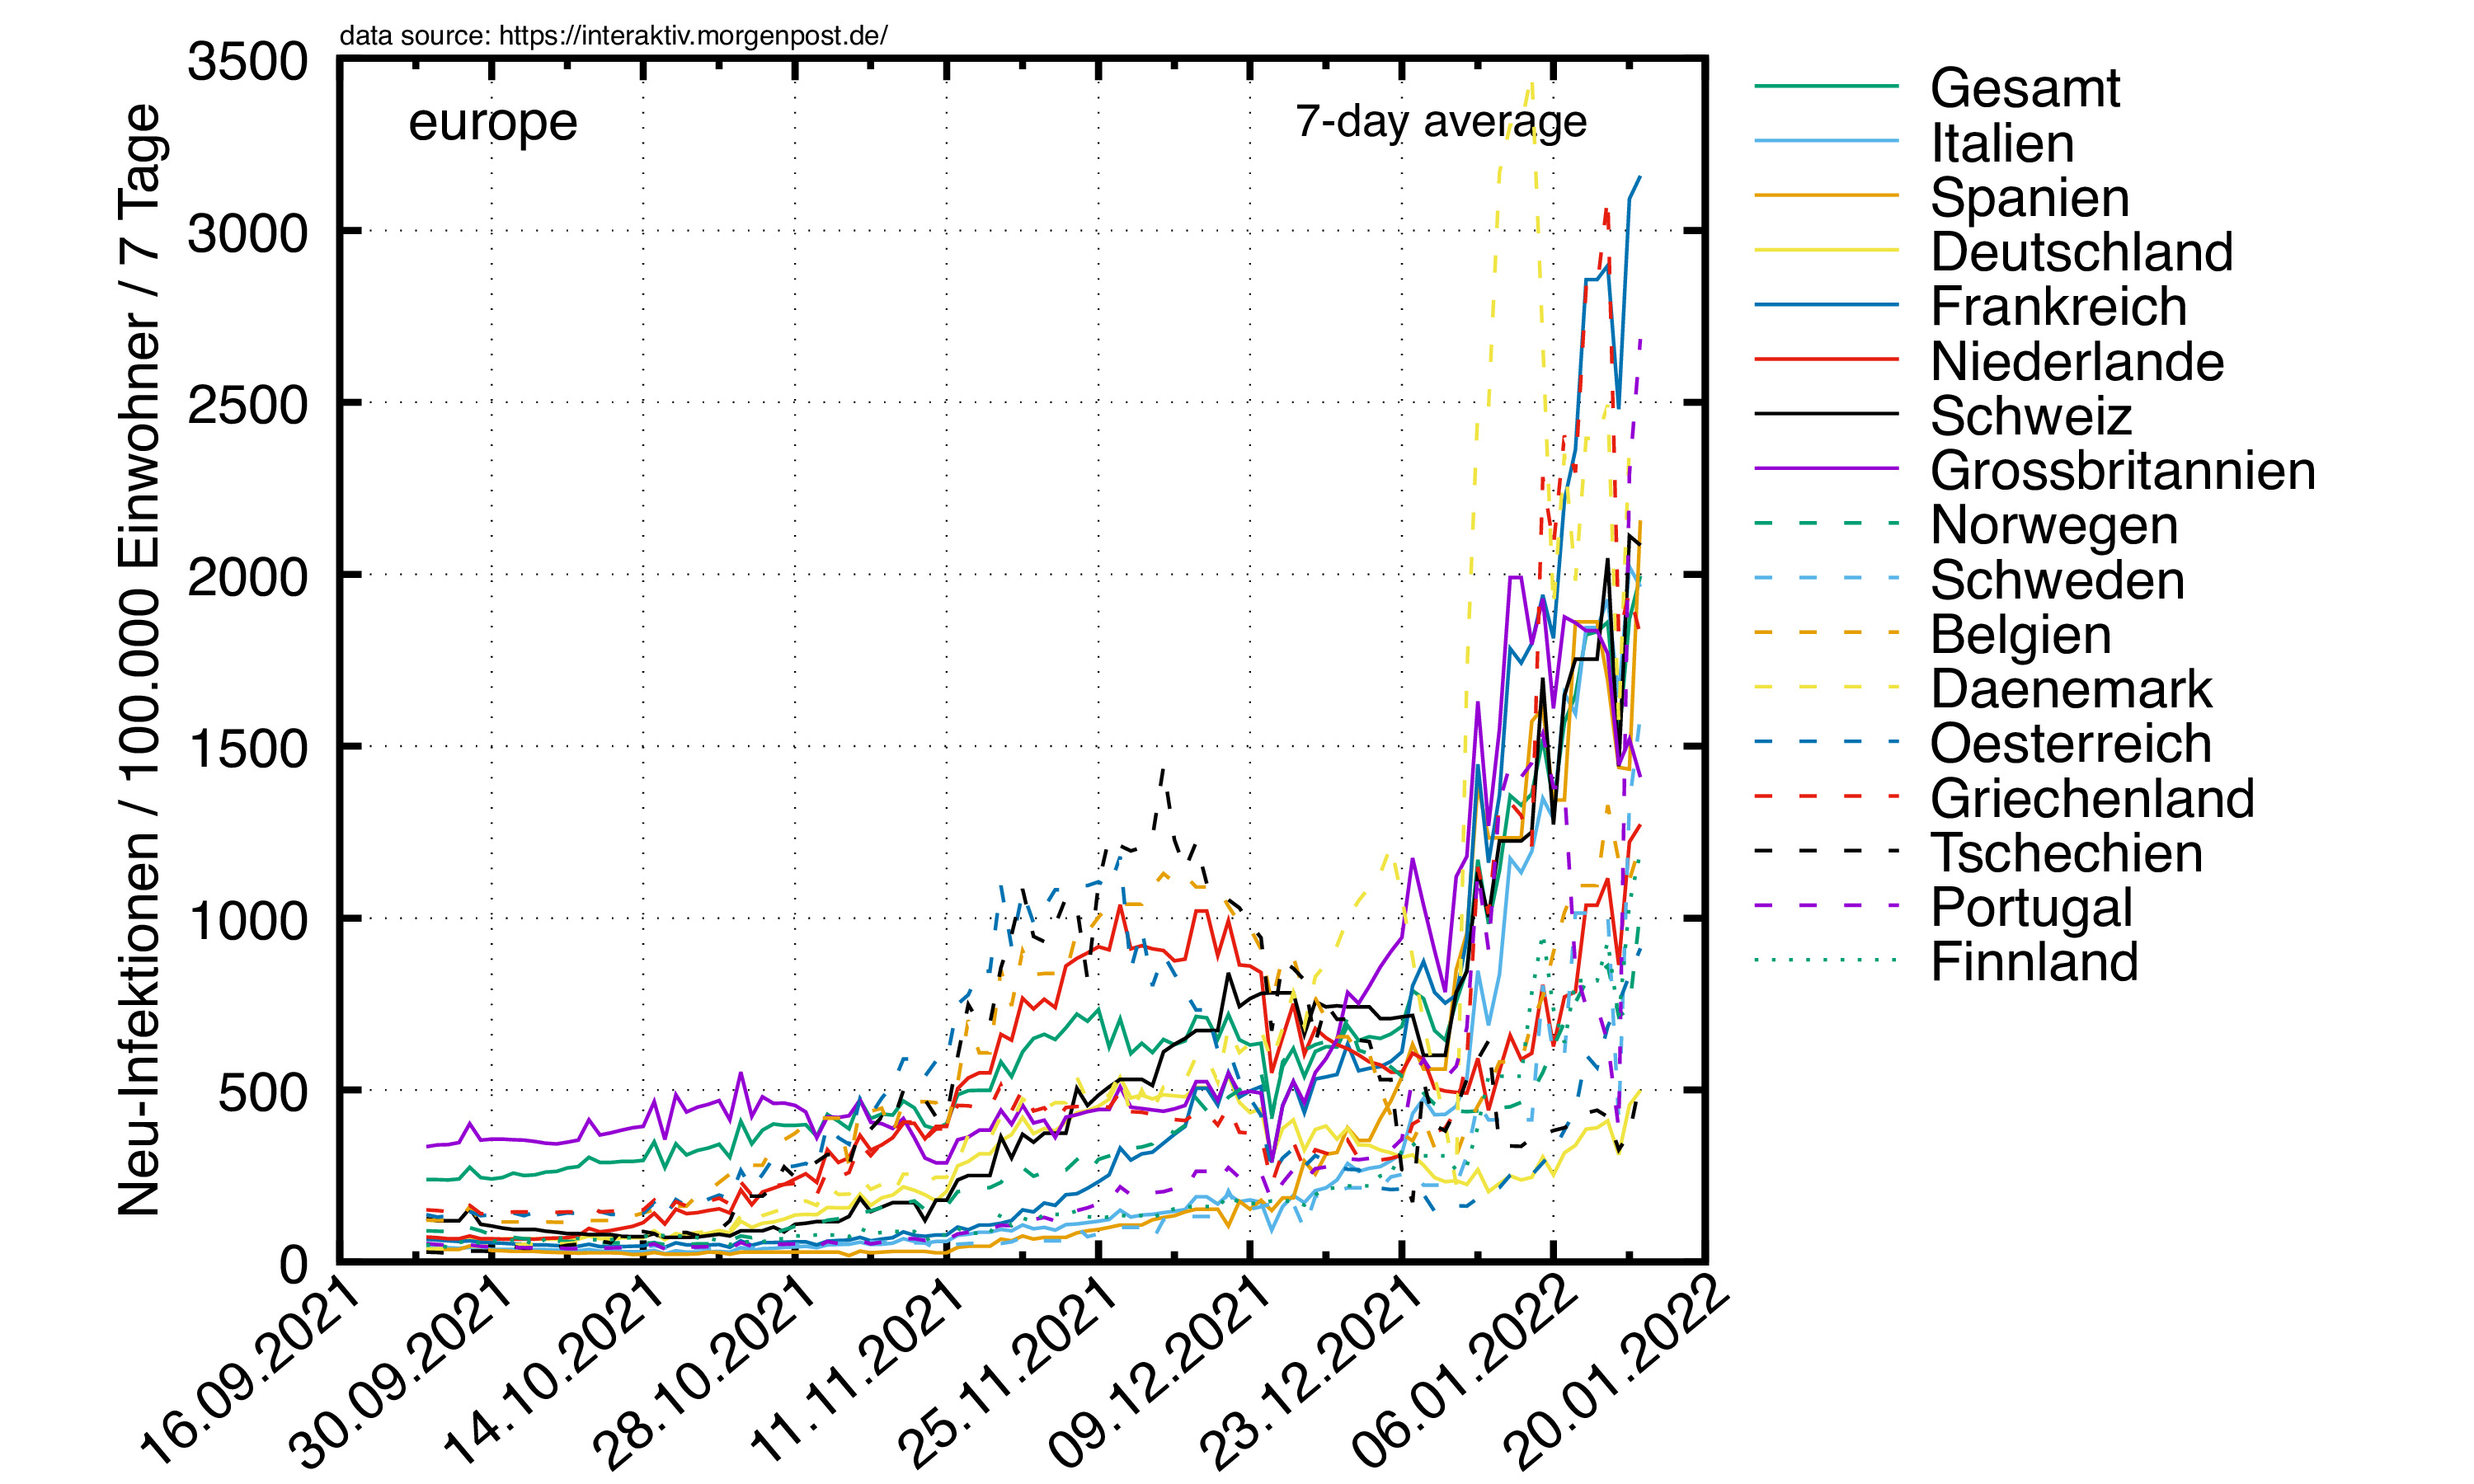 data source: https://interaktiv.morgenpost.de/
europe
7-day average
Neu-Infektionen / 100.000 Einwohner / 7 Tage
3500
3000
2500
2000
1500
1000
500
0
16.09.2021
30.09.2021
14.10.2021
28.10.2021
11.11.2021
25.11.2021
09.12.2021
23.12.2021
06.01.2022
20.01.2022
Gesamt
Italien
Spanien
Deutschland
Frankreich
Niederlande
Schweiz
Grossbritannien
Norwegen
Schweden
Belgien
Daenemark
Oesterreich
Griechenland
Tschechien
Portugal
Finnland